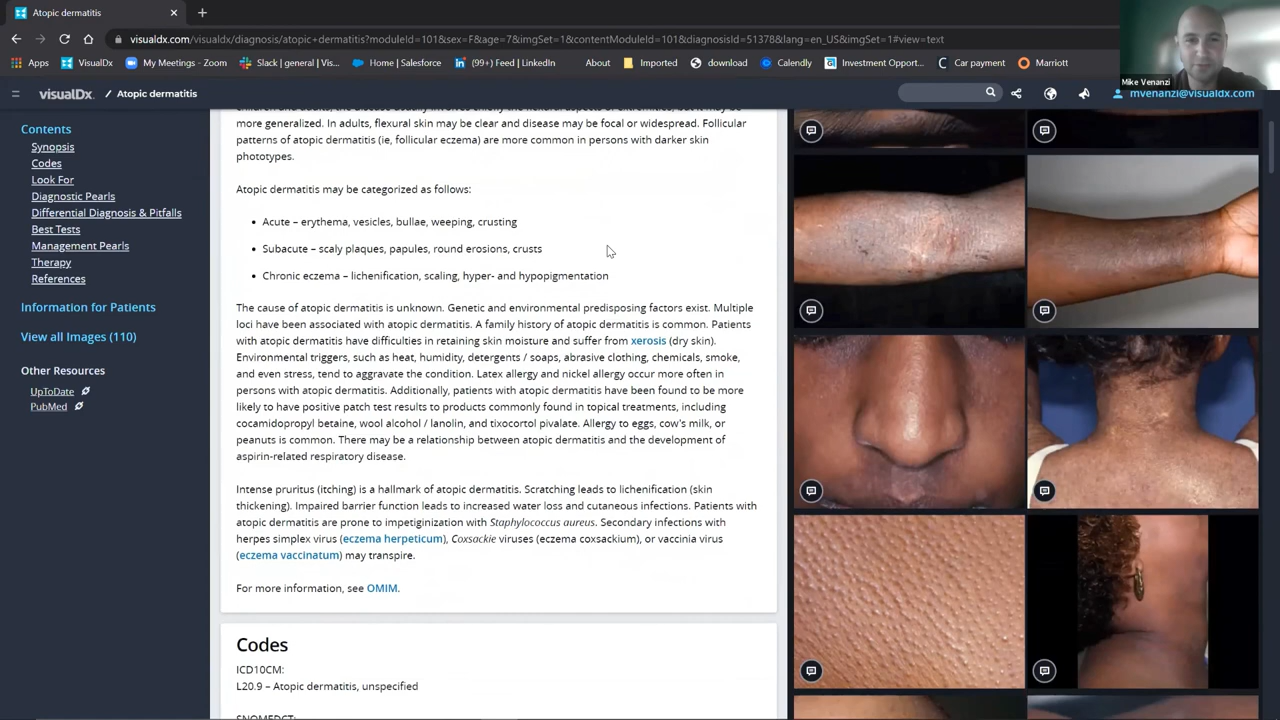 Atopic dermatitis
visualdx.com/visualdx/diagnosis/atopic+dermatitis?moduleId=101&sex=F&age=7&imgSet=1&contentModuleId=101&diagnosisId=51378&lang=en_US&imgSet=1#view=text
Apps VisualDx My Meetings - Zoom Slack | general | Vis... Home | Salesforce (99+) Feed | LinkedIn About Imported download Calendly Investment Opport... Car payment Marriott
Mike Venanzi
visualDx / Atopic dermatitis
mvenanzi@visualdx.com
Contents
Synopsis
Codes
Look For
Diagnostic Pearls
Differential Diagnosis & Pitfalls
Best Tests
Management Pearls
Therapy
References
Information for Patients
View all Images (110)
Other Resources
UpToDate
PubMed
more generalized. In adults, flexural skin may be clear and disease may be focal or widespread. Follicular
patterns of atopic dermatitis (ie, follicular eczema) are more common in persons with darker skin
phototypes.
Atopic dermatitis may be categorized as follows:
• Acute – erythema, vesicles, bullae, weeping, crusting
• Subacute – scaly plaques, papules, round erosions, crusts
• Chronic eczema – lichenification, scaling, hyper- and hypopigmentation
The cause of atopic dermatitis is unknown. Genetic and environmental predisposing factors exist. Multiple
loci have been associated with atopic dermatitis. A family history of atopic dermatitis is common. Patients
with atopic dermatitis have difficulties in retaining skin moisture and suffer from xerosis (dry skin).
Environmental triggers, such as heat, humidity, detergents / soaps, abrasive clothing, chemicals, smoke,
and even stress, tend to aggravate the condition. Latex allergy and nickel allergy occur more often in
persons with atopic dermatitis. Additionally, patients with atopic dermatitis have been found to be more
likely to have positive patch test results to products commonly found in topical treatments, including
cocamidopropyl betaine, wool alcohol / lanolin, and tixocortol pivalate. Allergy to eggs, cow's milk, or
peanuts is common. There may be a relationship between atopic dermatitis and the development of
aspirin-related respiratory disease.
Intense pruritus (itching) is a hallmark of atopic dermatitis. Scratching leads to lichenification (skin
thickening). Impaired barrier function leads to increased water loss and cutaneous infections. Patients with
atopic dermatitis are prone to impetiginization with Staphylococcus aureus. Secondary infections with
herpes simplex virus (eczema herpeticum), Coxsackie viruses (eczema coxsackium), or vaccinia virus
(eczema vaccinatum) may transpire.
For more information, see OMIM.
Codes
ICD10CM:
L20.9 – Atopic dermatitis, unspecified